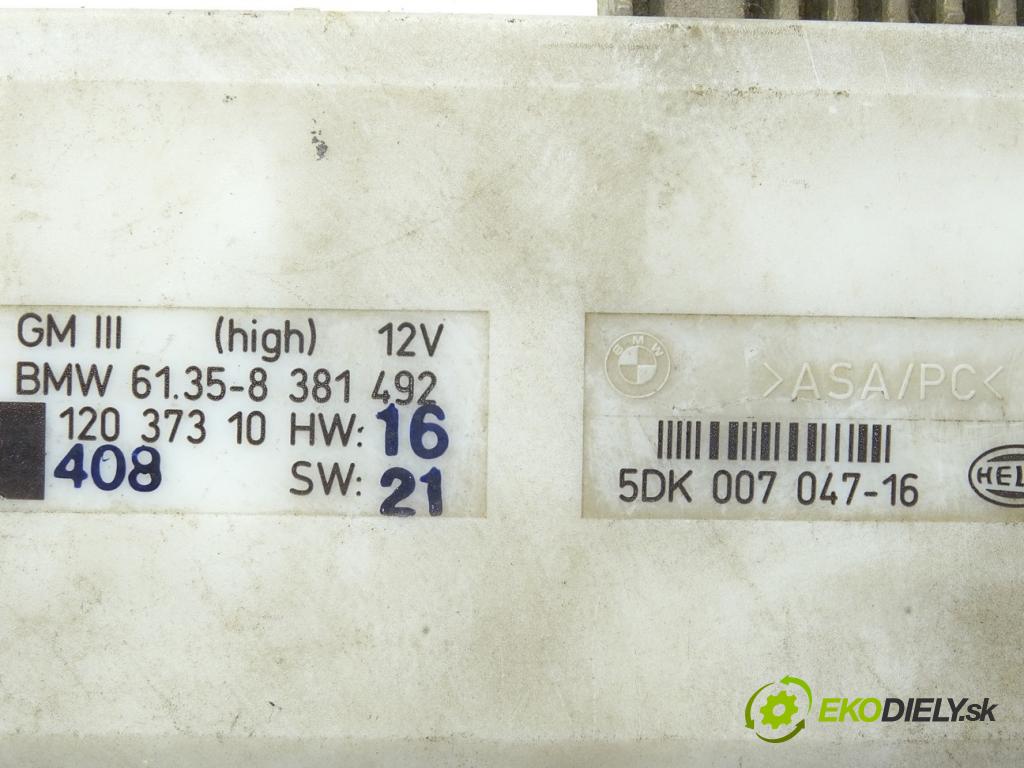 GM III (high) 12V
BMW 61.35-8 381 492
120 373 10 HW: 16
408 SW: 21
BMW
>ASA/PC<
5DK 007 047-16
EKODIELY.sk